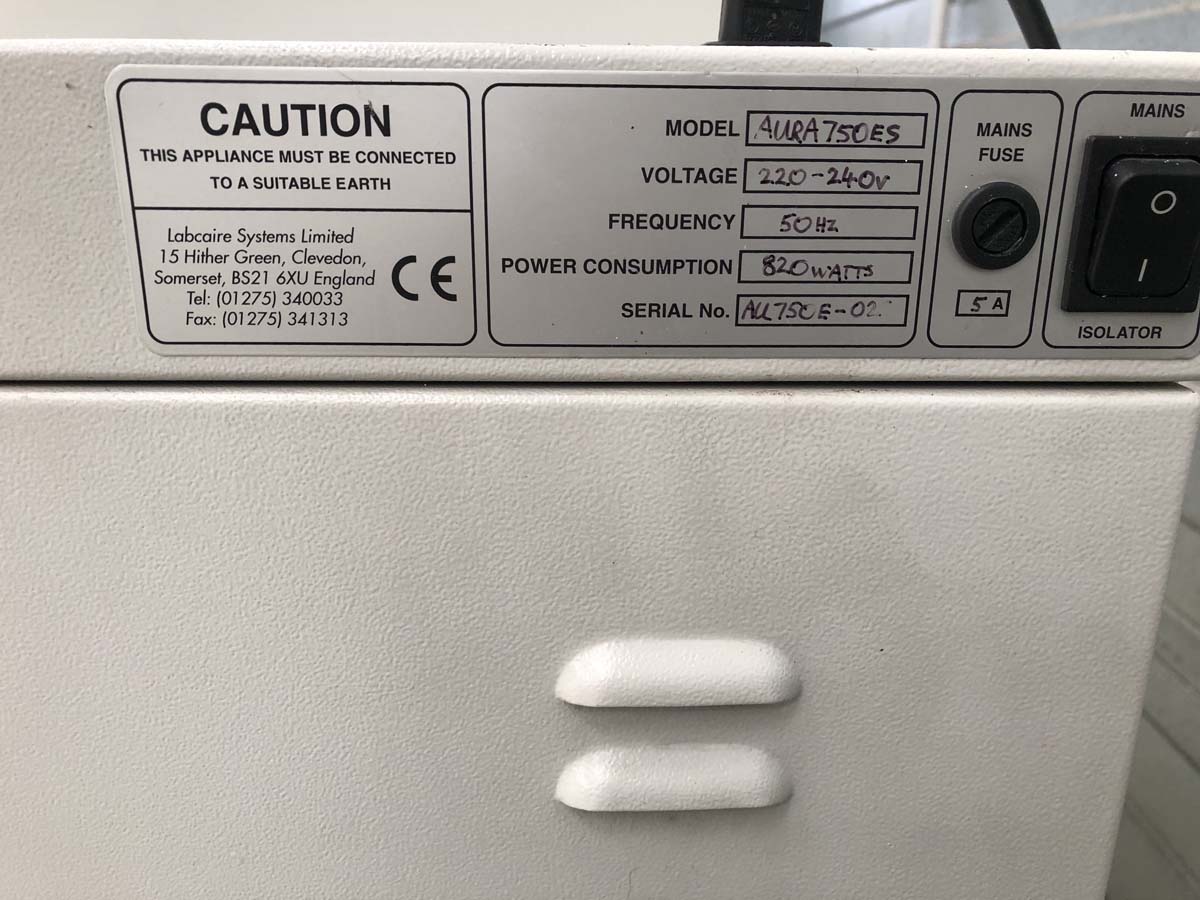 CAUTION
THIS APPLIANCE MUST BE CONNECTED
TO A SUITABLE EARTH
Labcaire Systems Limited
15 Hither Green, Clevedon,
Somerset, BS21 6XU England
Tel: (01275) 340033
Fax: (01275) 341313
CE
MODEL AURA750ES
VOLTAGE 220-240V
FREQUENCY 50HZ
POWER CONSUMPTION 820WATTS
SERIAL No.
MAINS
FUSE
5 A
MAINS
O
I
ISOLATOR